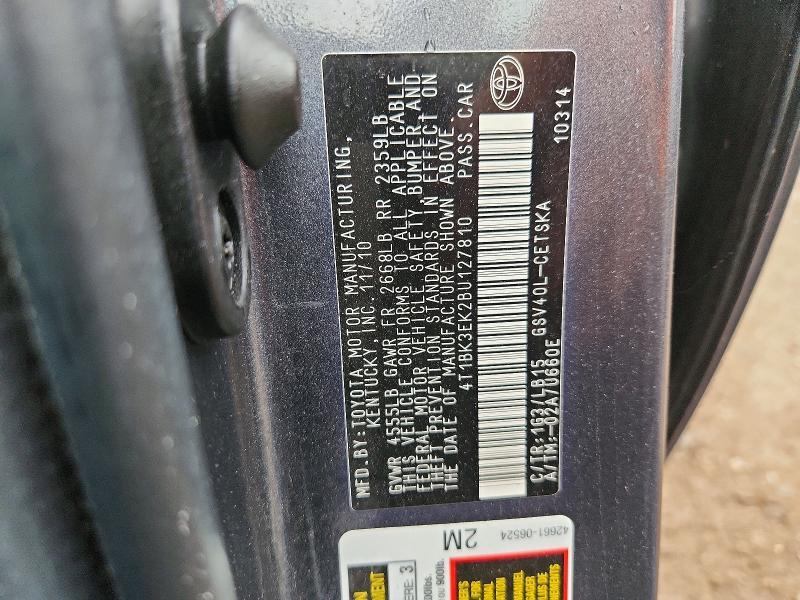 MFD.BY:TOYOTA MOTOR MANUFACTURING,
KENTUCKY, INC. 11/10
GVWR 4555LB GAWR FR 2668LB RR 2359LB
THIS VEHICLE CONFORMS TO ALL APPLICABLE
FEDERAL MOTOR VEHICLE SAFETY, BUMPER, AND
THEFT PREVENTION STANDARDS IN EFFECT ON
THE DATE OF MANUFACTURE SHOWN ABOVE.
4T1BK3EK2BU127810 PASS.CAR
C/TR:1G3/LB15 GSV40L-CETSKA
A/TM:-02A/U660E 10314
42661-06524
2M